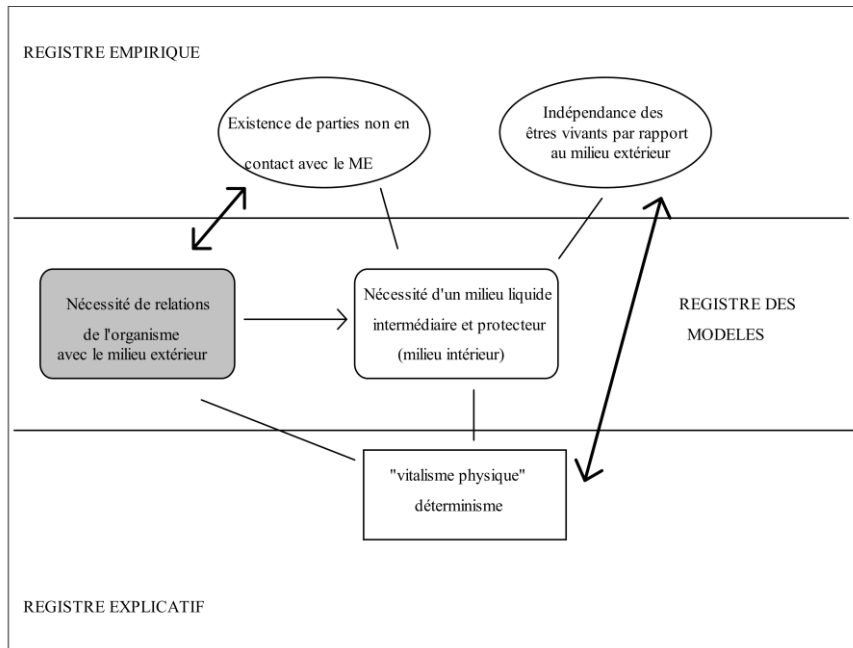 REGISTRE EMPIRIQUE
Existence de parties non en
contact avec le ME
Indépendance des
êtres vivants par rapport
au milieu extérieur
Nécessité de relations
de l'organisme
avec le milieu extérieur
Nécessité d'un milieu liquide
intermédiaire et protecteur
(milieu intérieur)
REGISTRE DES
MODELES
"vitalisme physique"
déterminisme
REGISTRE EXPLICATIF